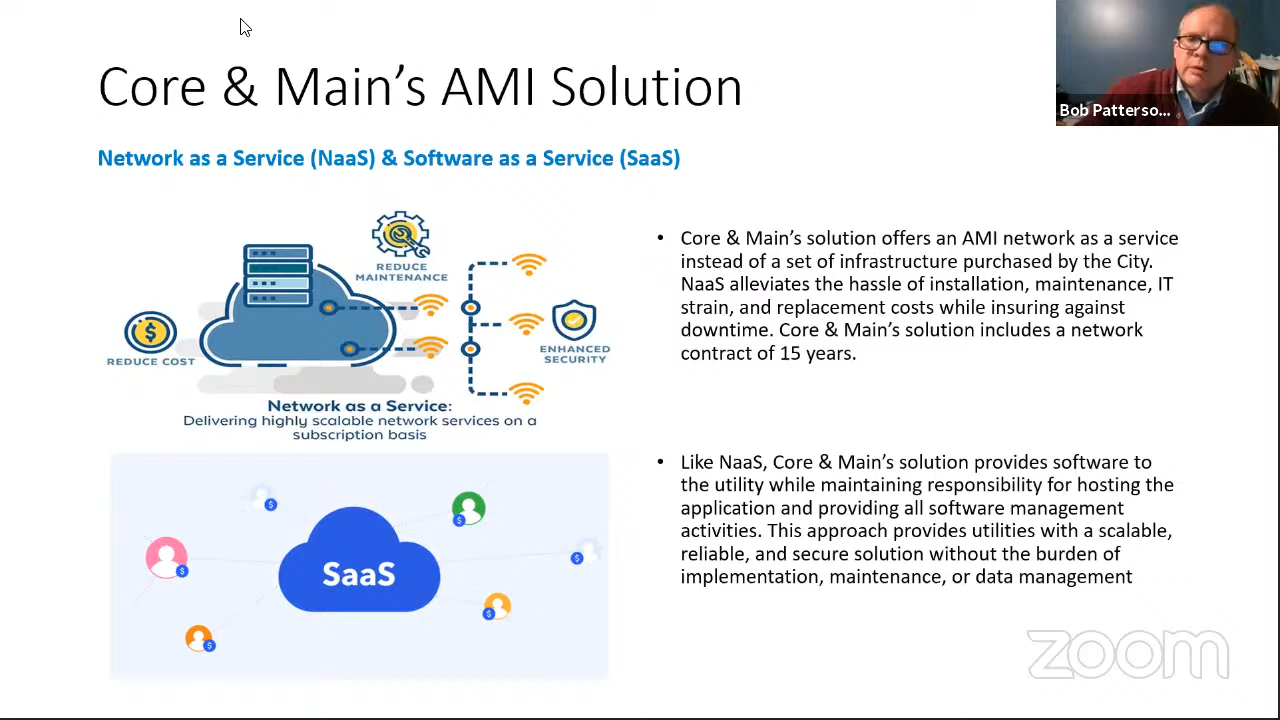 Core & Main’s AMI Solution
Bob Patterso...
Network as a Service (NaaS) & Software as a Service (SaaS)
REDUCE
MAINTENANCE
REDUCE COST
ENHANCED
SECURITY
Network as a Service:
Delivering highly scalable network services on a
subscription basis
SaaS
• Core & Main’s solution offers an AMI network as a service
instead of a set of infrastructure purchased by the City.
NaaS alleviates the hassle of installation, maintenance, IT
strain, and replacement costs while insuring against
downtime. Core & Main’s solution includes a network
contract of 15 years.
• Like NaaS, Core & Main’s solution provides software to
the utility while maintaining responsibility for hosting the
application and providing all software management
activities. This approach provides utilities with a scalable,
reliable, and secure solution without the burden of
implementation, maintenance, or data management
zoom